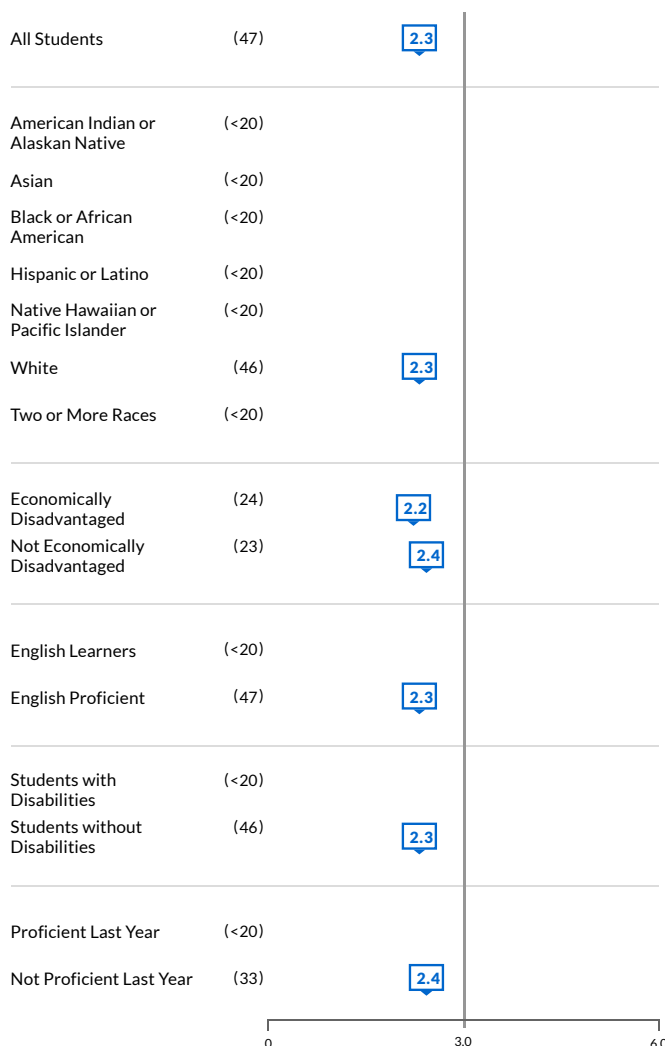 All Students (47) 2.3
American Indian or (<20)
Alaskan Native
Asian (<20)
Black or African (<20)
American
Hispanic or Latino (<20)
Native Hawaiian or (<20)
Pacific Islander
White (46) 2.3
Two or More Races (<20)
Economically (24) 2.2
Disadvantaged
Not Economically (23) 2.4
Disadvantaged
English Learners (<20)
English Proficient (47) 2.3
Students with (<20)
Disabilities
Students without (46) 2.3
Disabilities
Proficient Last Year (<20)
Not Proficient Last Year (33) 2.4
0 3.0 6.0